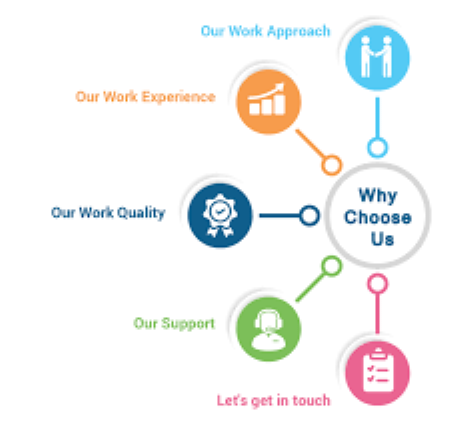 Our Work Approach
Our Work Experience
Why
Choose
Us
Our Work Quality
Our Support
Let's get in touch